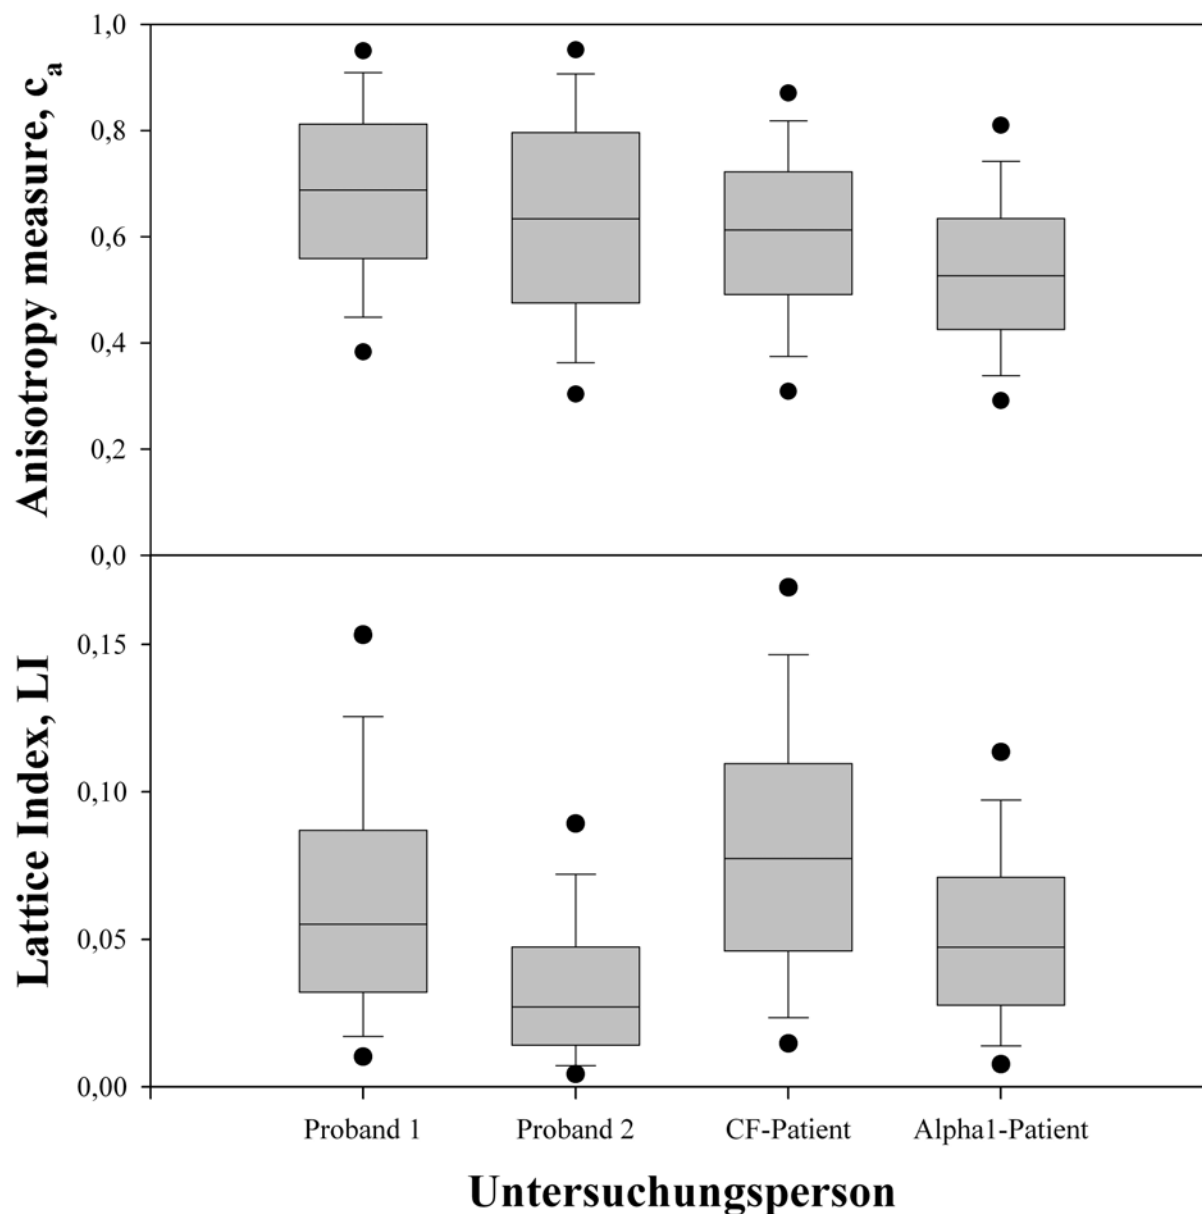 Anisotropy measure, cₐ
1,0
0,8
0,6
0,4
0,2
0,0
Lattice Index, LI
0,15
0,10
0,05
0,00
Proband 1 Proband 2 CF-Patient Alpha1-Patient
Untersuchungsperson